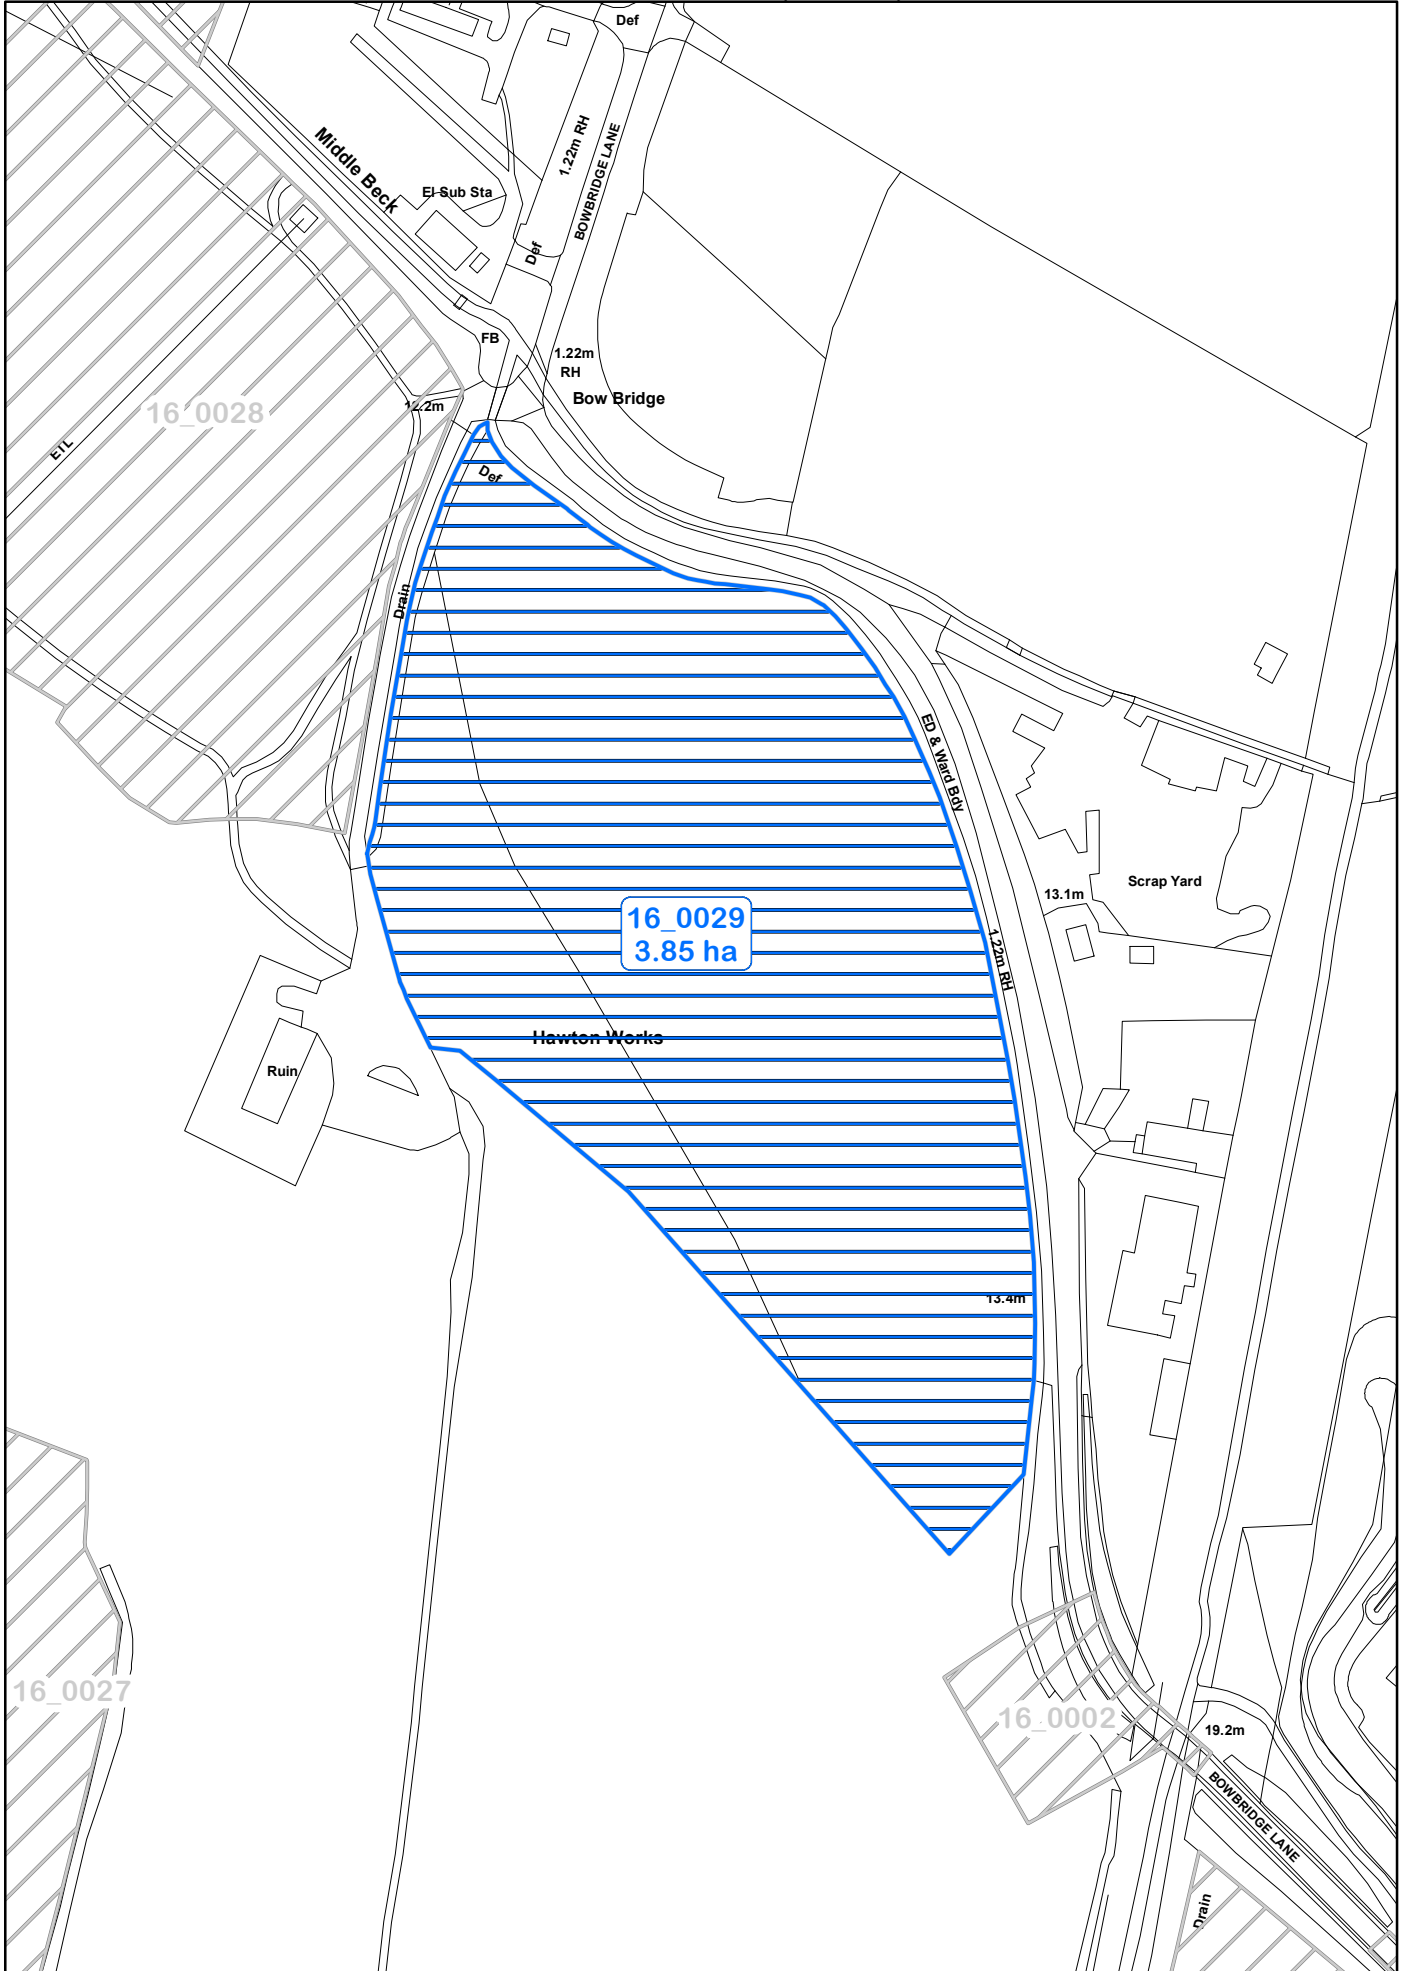 Def
1.22m RH
BOWBRIDGE LANE
Middle Beck
El Sub Sta
Def
FB
1.22m
RH
Bow Bridge
12.2m
16_0028
ETL
Def
Drain
ED & Ward Bdy
Scrap Yard
13.1m
16_0029
3.85 ha
1.22m RH
Hawton Works
Ruin
13.4m
16_0027
16_0002
19.2m
BOWBRIDGE LANE
Drain